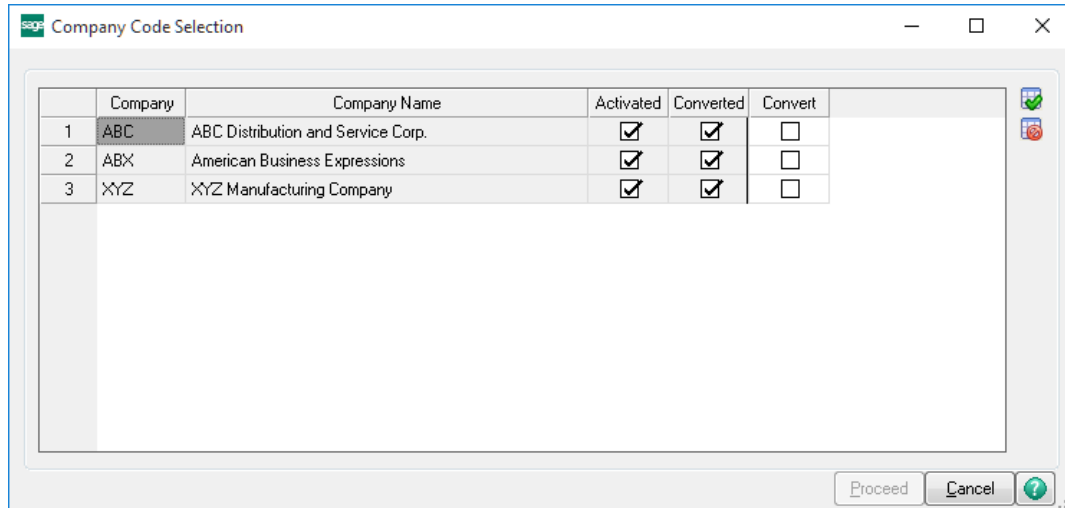 sage Company Code Selection
Company Company Name Activated Converted Convert
1 ABC ABC Distribution and Service Corp.
2 ABX American Business Expressions
3 XYZ XYZ Manufacturing Company
Proceed Cancel ?